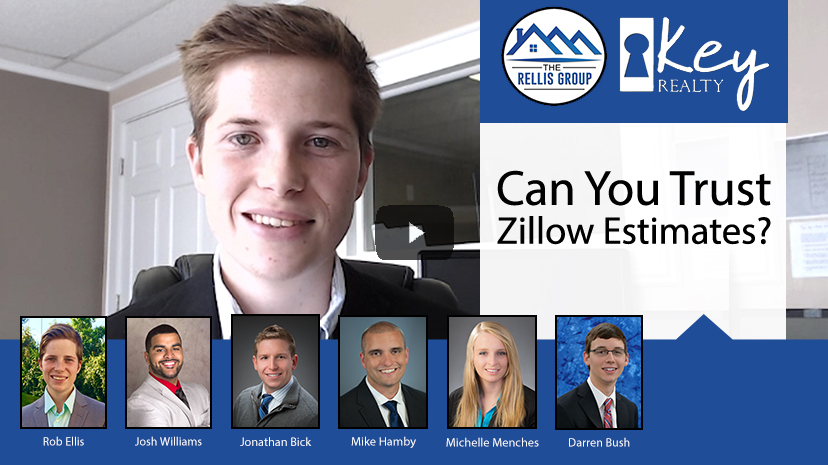 THE
RELLIS GROUP
Key
REALTY
Can You Trust
Zillow Estimates?
Rob Ellis
Josh Williams
Jonathan Bick
Mike Hamby
Michelle Menches
Darren Bush